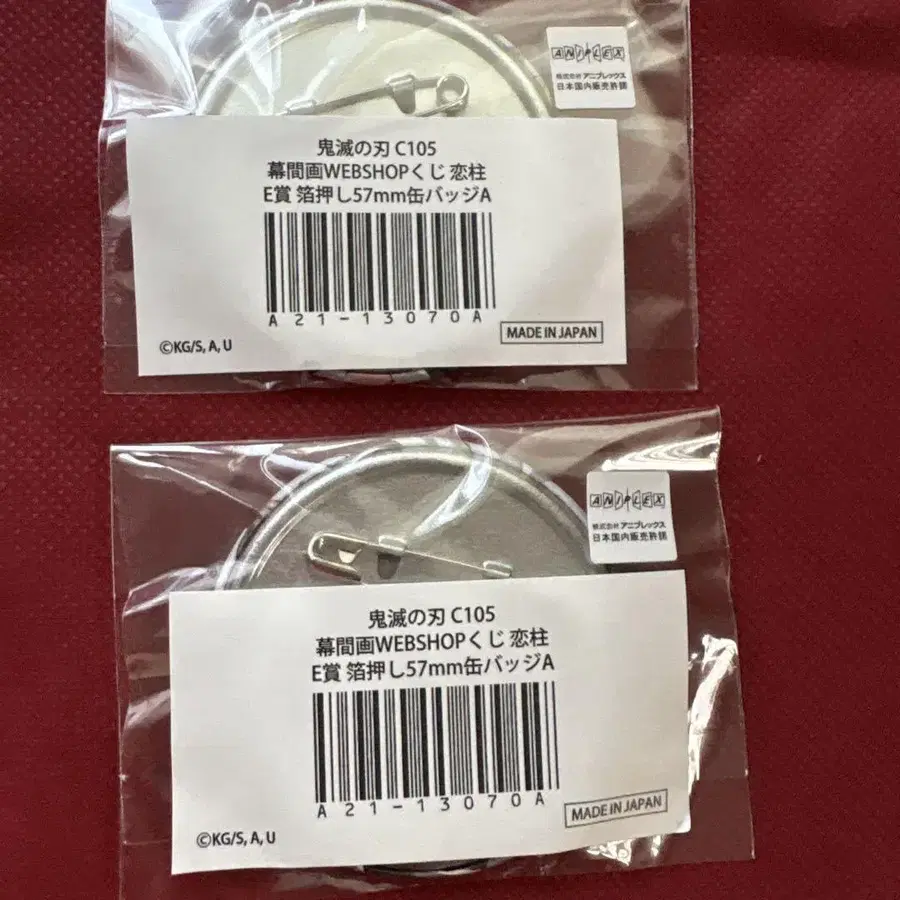 ANIPLEX
株式会社 アニプレックス
日本国内販売許諾
鬼滅の刃 C105
幕間画WEBSHOPくじ 恋柱
E賞 箔押し57mm缶バッジA
A21-13070A
MADE IN JAPAN
©KG/S, A, U
ANIPLEX
株式会社 アニプレックス
日本国内販売許諾
鬼滅の刃 C105
幕間画WEBSHOPくじ 恋柱
E賞 箔押し57mm缶バッジA
A21-13070A
MADE IN JAPAN
©KG/S, A, U